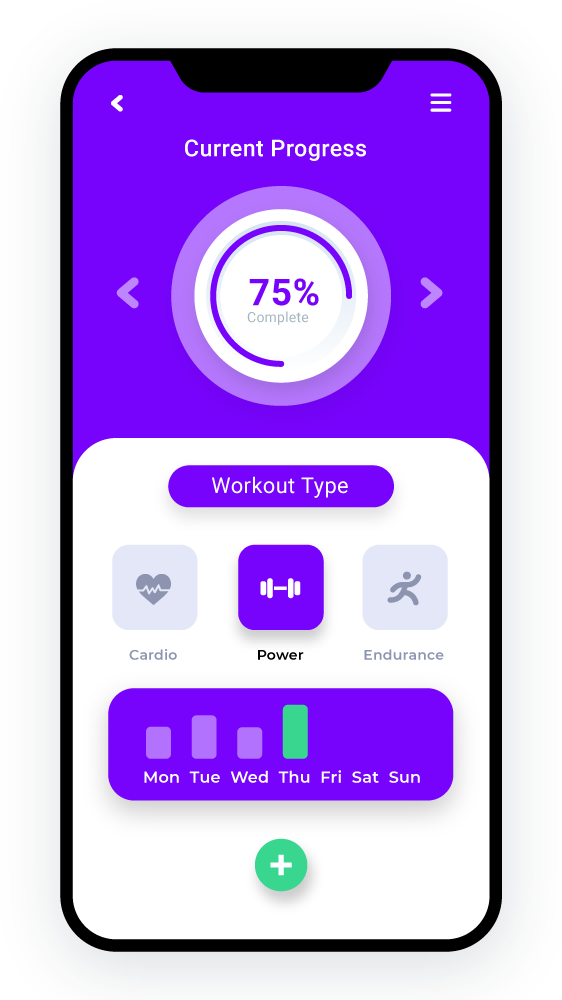 Current Progress
75%
Complete
Workout Type
Cardio Power Endurance
Mon Tue Wed Thu Fri Sat Sun